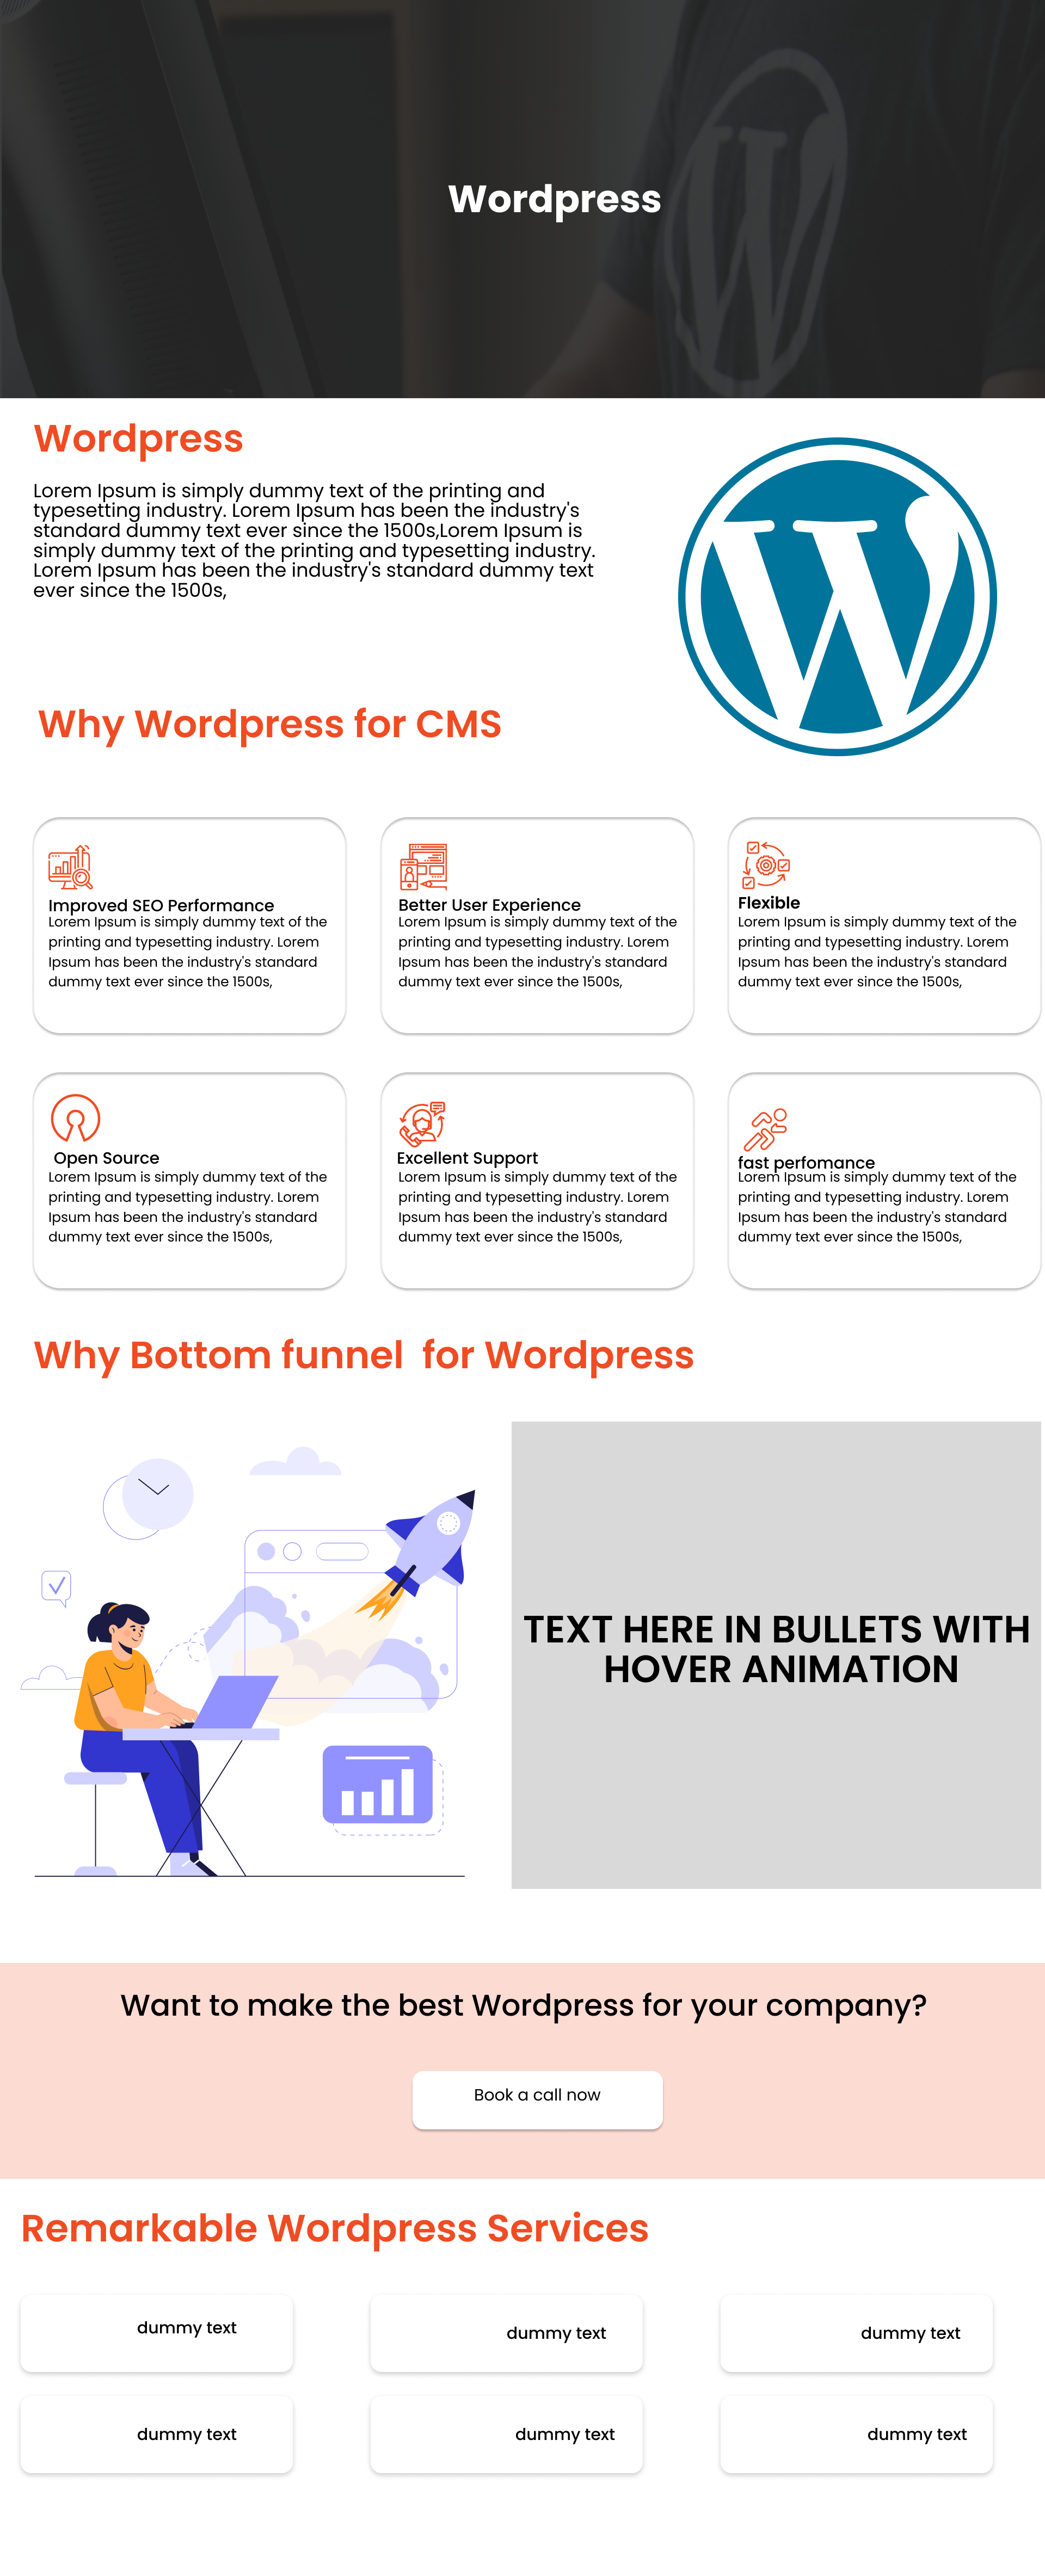 Wordpress
Wordpress
Lorem Ipsum is simply dummy text of the printing and
typesetting industry. Lorem Ipsum has been the industry's
standard dummy text ever since the 1500s,Lorem Ipsum is
simply dummy text of the printing and typesetting industry.
Lorem Ipsum has been the industry's standard dummy text
ever since the 1500s,
Why Wordpress for CMS
Improved SEO Performance
Lorem Ipsum is simply dummy text of the
printing and typesetting industry. Lorem
Ipsum has been the industry's standard
dummy text ever since the 1500s,
Better User Experience
Lorem Ipsum is simply dummy text of the
printing and typesetting industry. Lorem
Ipsum has been the industry's standard
dummy text ever since the 1500s,
Flexible
Lorem Ipsum is simply dummy text of the
printing and typesetting industry. Lorem
Ipsum has been the industry's standard
dummy text ever since the 1500s,
Open Source
Lorem Ipsum is simply dummy text of the
printing and typesetting industry. Lorem
Ipsum has been the industry's standard
dummy text ever since the 1500s,
Excellent Support
Lorem Ipsum is simply dummy text of the
printing and typesetting industry. Lorem
Ipsum has been the industry's standard
dummy text ever since the 1500s,
fast perfomance
Lorem Ipsum is simply dummy text of the
printing and typesetting industry. Lorem
Ipsum has been the industry's standard
dummy text ever since the 1500s,
Why Bottom funnel  for Wordpress
TEXT HERE IN BULLETS WITH
HOVER ANIMATION
Want to make the best Wordpress for your company?
Book a call now
Remarkable Wordpress Services
dummy text
dummy text
dummy text
dummy text
dummy text
dummy text